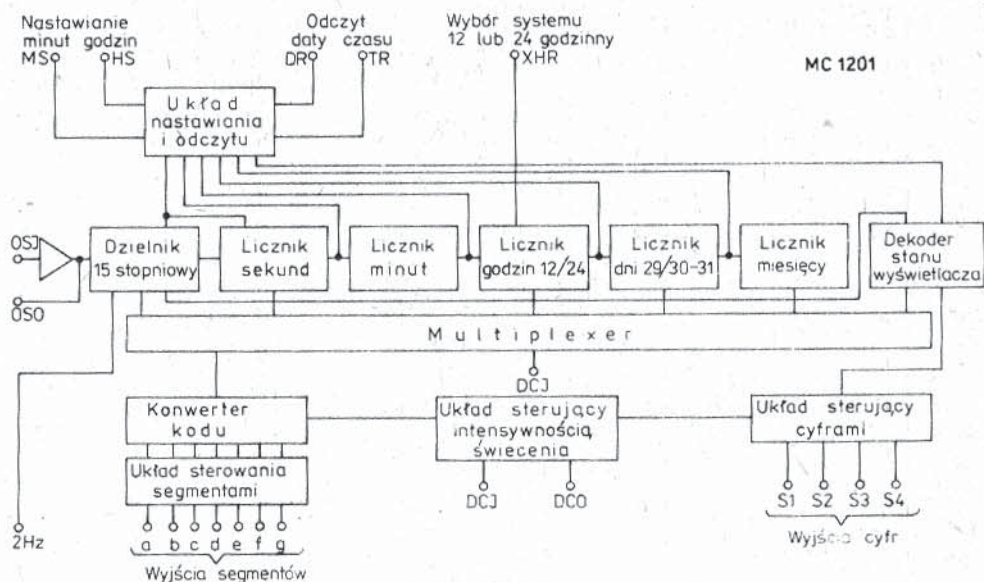 Nastawianie
minut godzin
MS HS
Odczyt
daty czasu
DR TR
Wybór systemu
12 lub 24 godzinny
XHR
MC 1201
Układ
nastawiania
i odczytu
OSJ
OSO
Dzielnik
15 stopniowy
Licznik
sekund
Licznik
minut
Licznik
godzin 12/24
Licznik
dni 29/30-31
Licznik
miesięcy
Dekoder
stanu
wyświetlacza
Multiplexer
DCJ
Konwerter
kodu
Układ sterujący
intensywnością
świecenia
Układ sterujący
cyframi
Układ sterowania
segmentami
DCJ DCO
S1 S2 S3 S4
Wyjścia cyfr
2Hz
a b c d e f g
Wyjścia segmentów